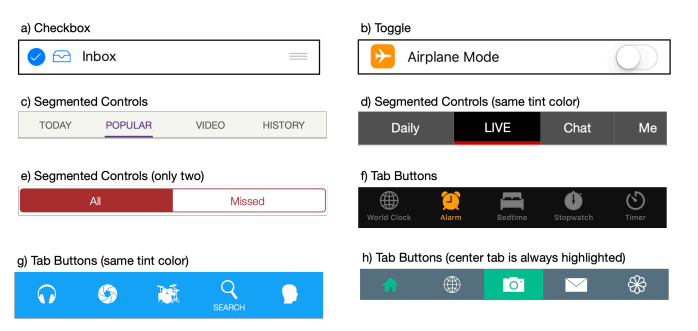 a) Checkbox
Inbox
b) Toggle
Airplane Mode
c) Segmented Controls
TODAY POPULAR VIDEO HISTORY
d) Segmented Controls (same tint color)
Daily LIVE Chat Me
e) Segmented Controls (only two)
All Missed
f) Tab Buttons
World Clock Alarm Bedtime Stopwatch Timer
g) Tab Buttons (same tint color)
SEARCH
h) Tab Buttons (center tab is always highlighted)